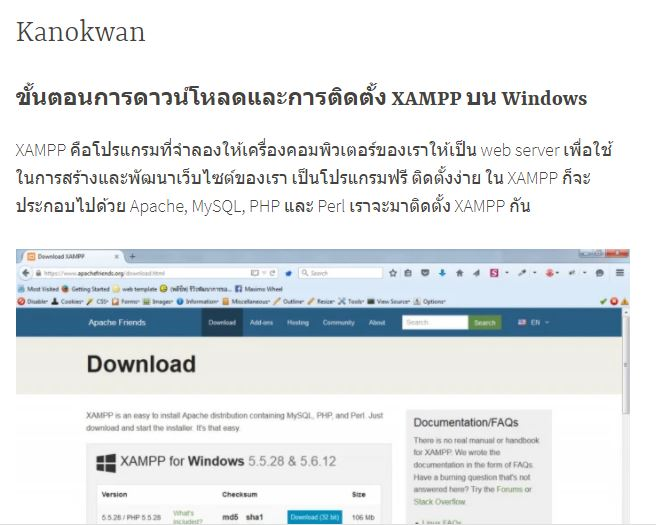 Kanokwan
ขั้นตอนการดาวน์โหลดและการติดตั้ง XAMPP บน Windows
XAMPP คือโปรแกรมที่จำลองให้เครื่องคอมพิวเตอร์ของเราให้เป็น web server เพื่อใช้
ในการสร้างและพัฒนาเว็บไซต์ของเรา เป็นโปรแกรมฟรี ติดตั้งง่าย ใน XAMPP ก็จะ
ประกอบไปด้วย Apache, MySQL, PHP และ Perl เราจะมาติดตั้ง XAMPP กัน
Download XAMPP
https://www.apachefriends.org/download.html
Search
Most Visited Getting Started web template Maximo Wheel
Disable Cookies CSS Forms Images Information Miscellaneous Outline Resize Tools View Source Options
Apache Friends Download Add-ons Hosting Community About Search... Search EN
Download
XAMPP is an easy to install Apache distribution containing MySQL, PHP, and Perl. Just
download and start the installer. It's that easy.
XAMPP for Windows 5.5.28 & 5.6.12
Version Checksum Size
5.5.28 / PHP 5.5.28 What's Included? md5 sha1 Download (32 bit) 106 Mb
Documentation/FAQs
There is no real manual or handbook
for XAMPP. We wrote the
documentation in the form of FAQs.
Have a burning question that's not
answered here? Try the Forums or
Stack Overflow.
Linux FAQs